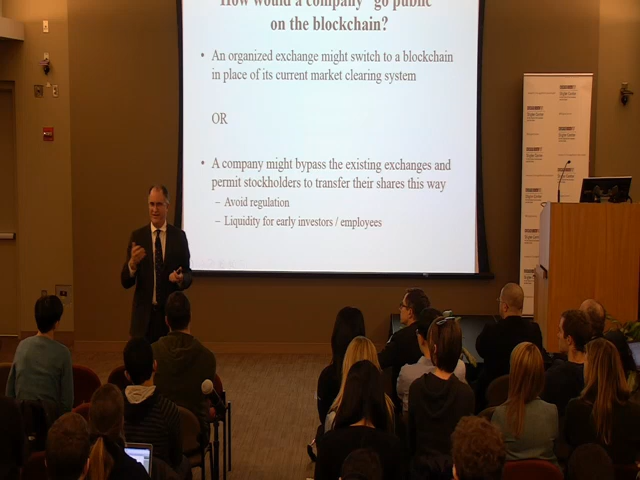 How would a company "go public"
on the blockchain?
• An organized exchange might switch to a blockchain
in place of its current market clearing system
OR
• A company might bypass the existing exchanges and
permit stockholders to transfer their shares this way
– Avoid regulation
– Liquidity for early investors / employees